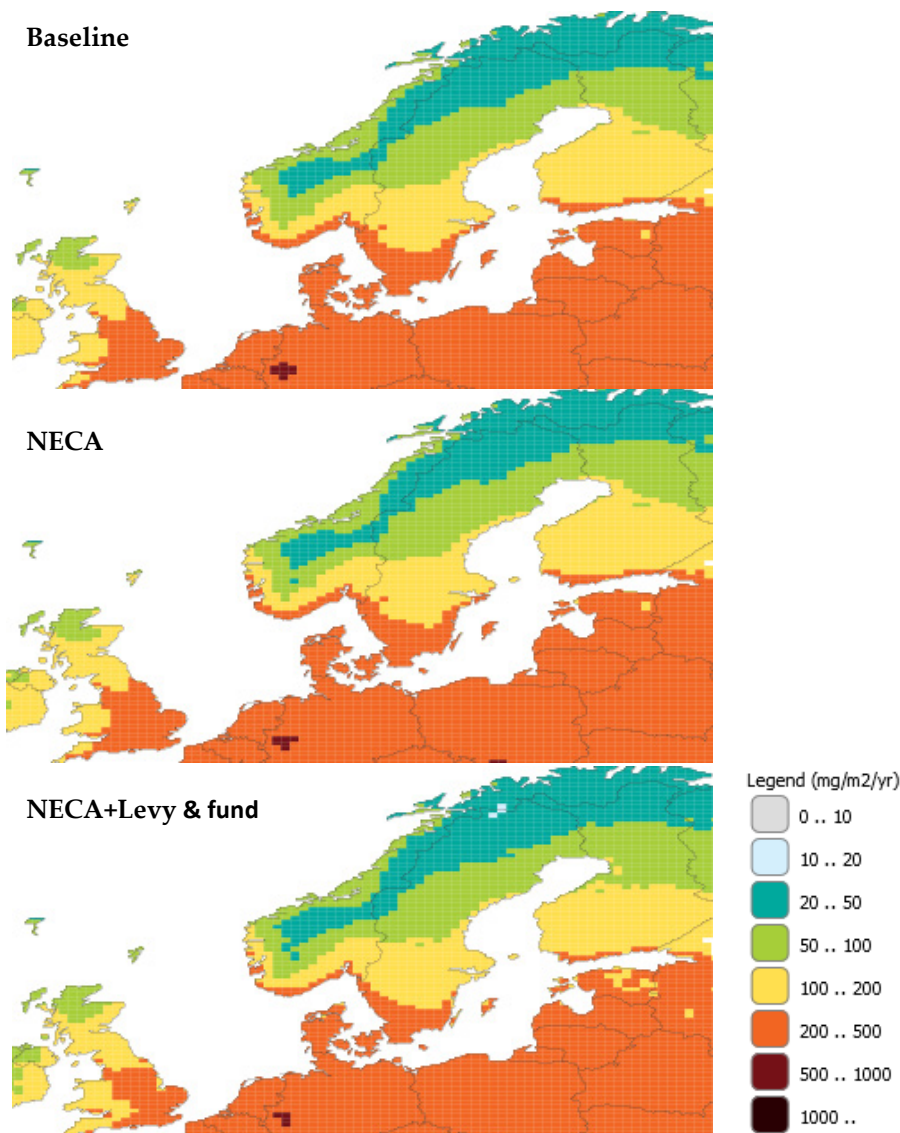 Baseline
NECA
NECA+Levy & fund
Legend (mg/m2/yr)
0 .. 10
10 .. 20
20 .. 50
50 .. 100
100 .. 200
200 .. 500
500 .. 1000
1000 ..